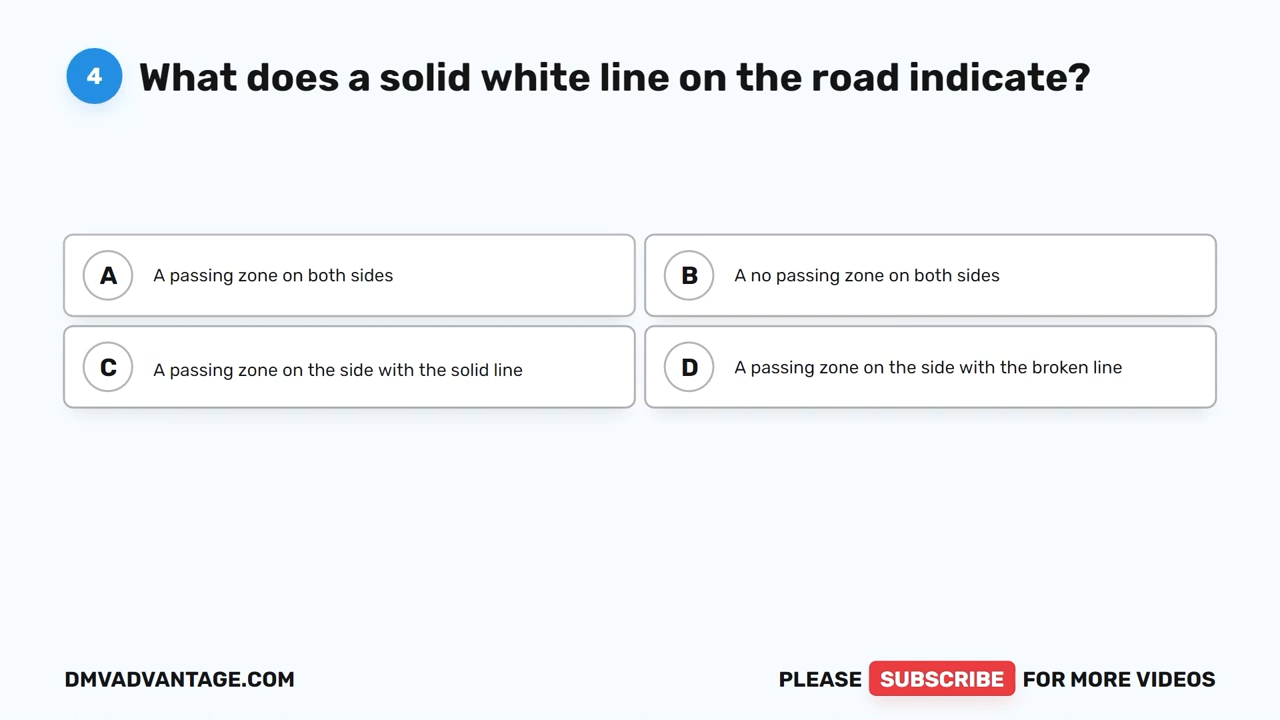 4 What does a solid white line on the road indicate?
A A passing zone on both sides
B A no passing zone on both sides
C A passing zone on the side with the solid line
D A passing zone on the side with the broken line
DMVADVANTAGE.COM
PLEASE SUBSCRIBE FOR MORE VIDEOS